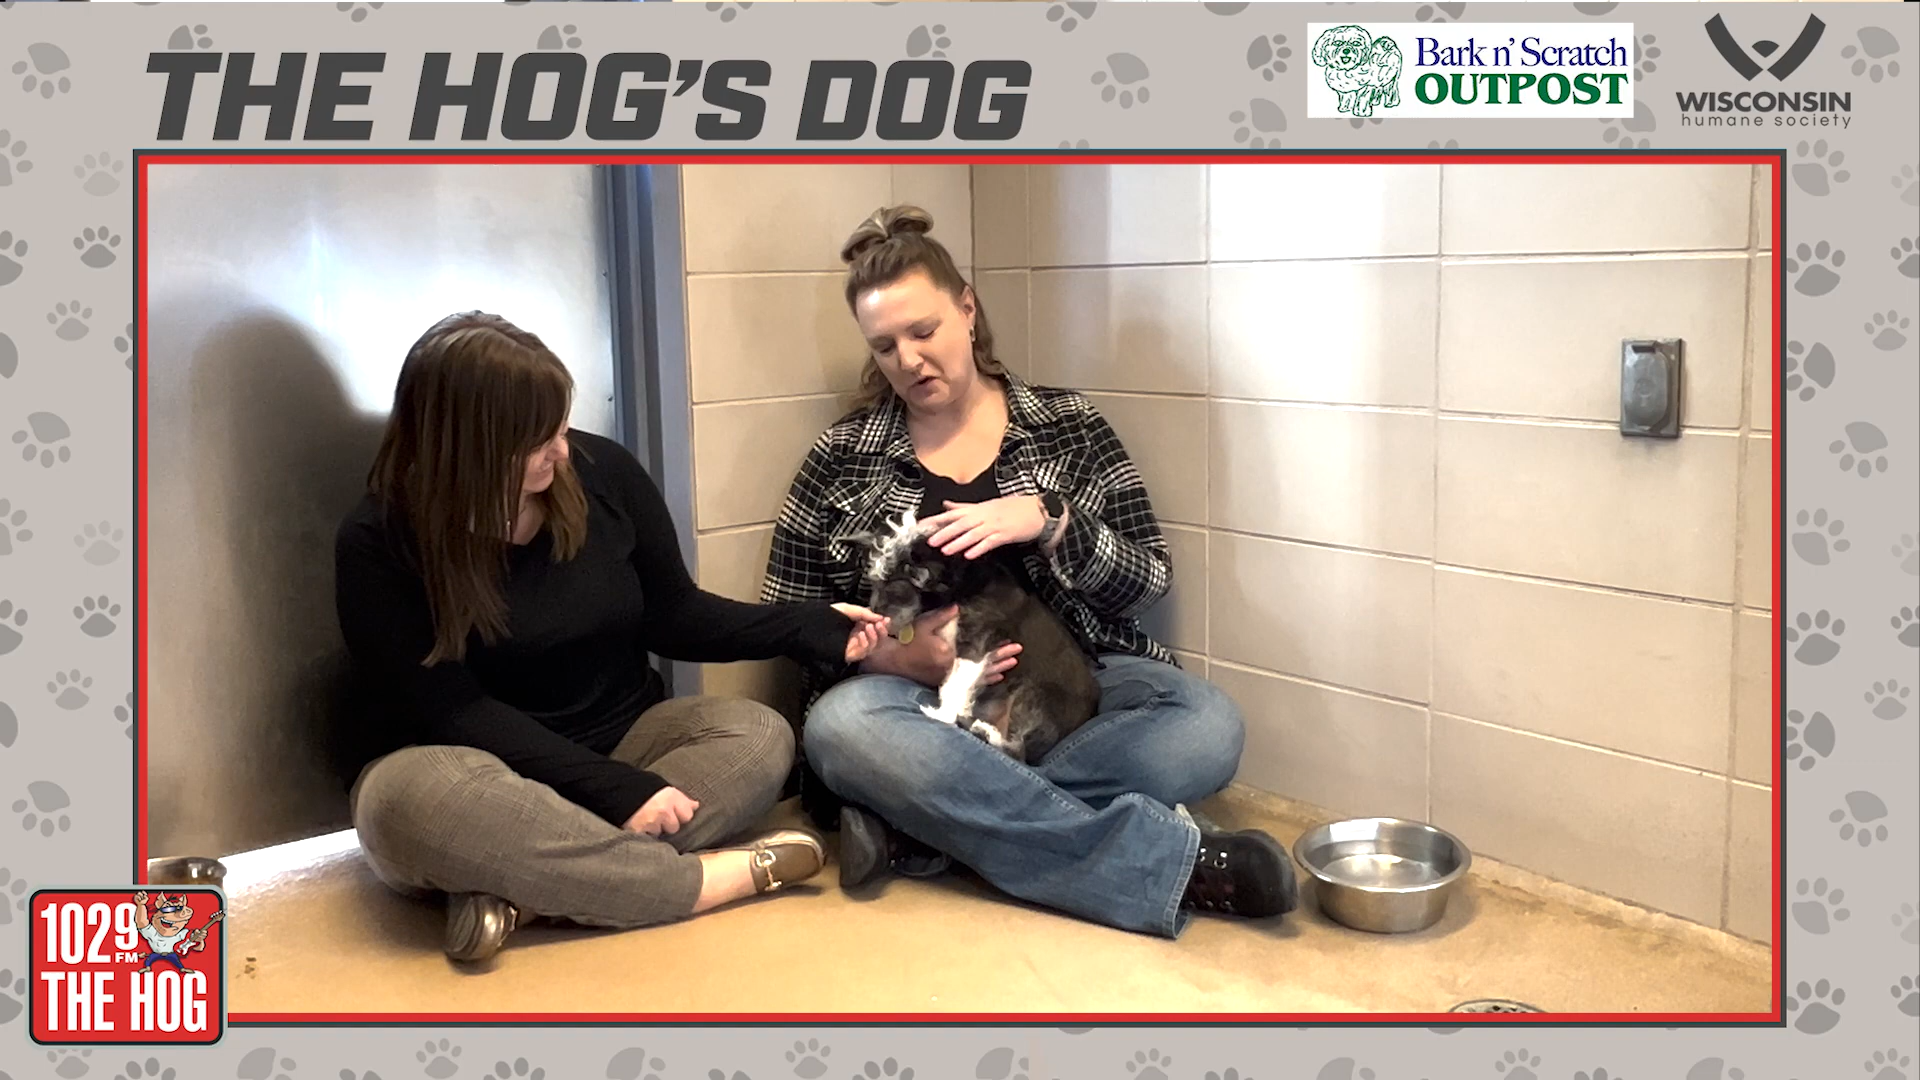 THE HOG'S DOG
Bark n' Scratch
OUTPOST
WISCONSIN
humane society
102.9
FM
THE HOG